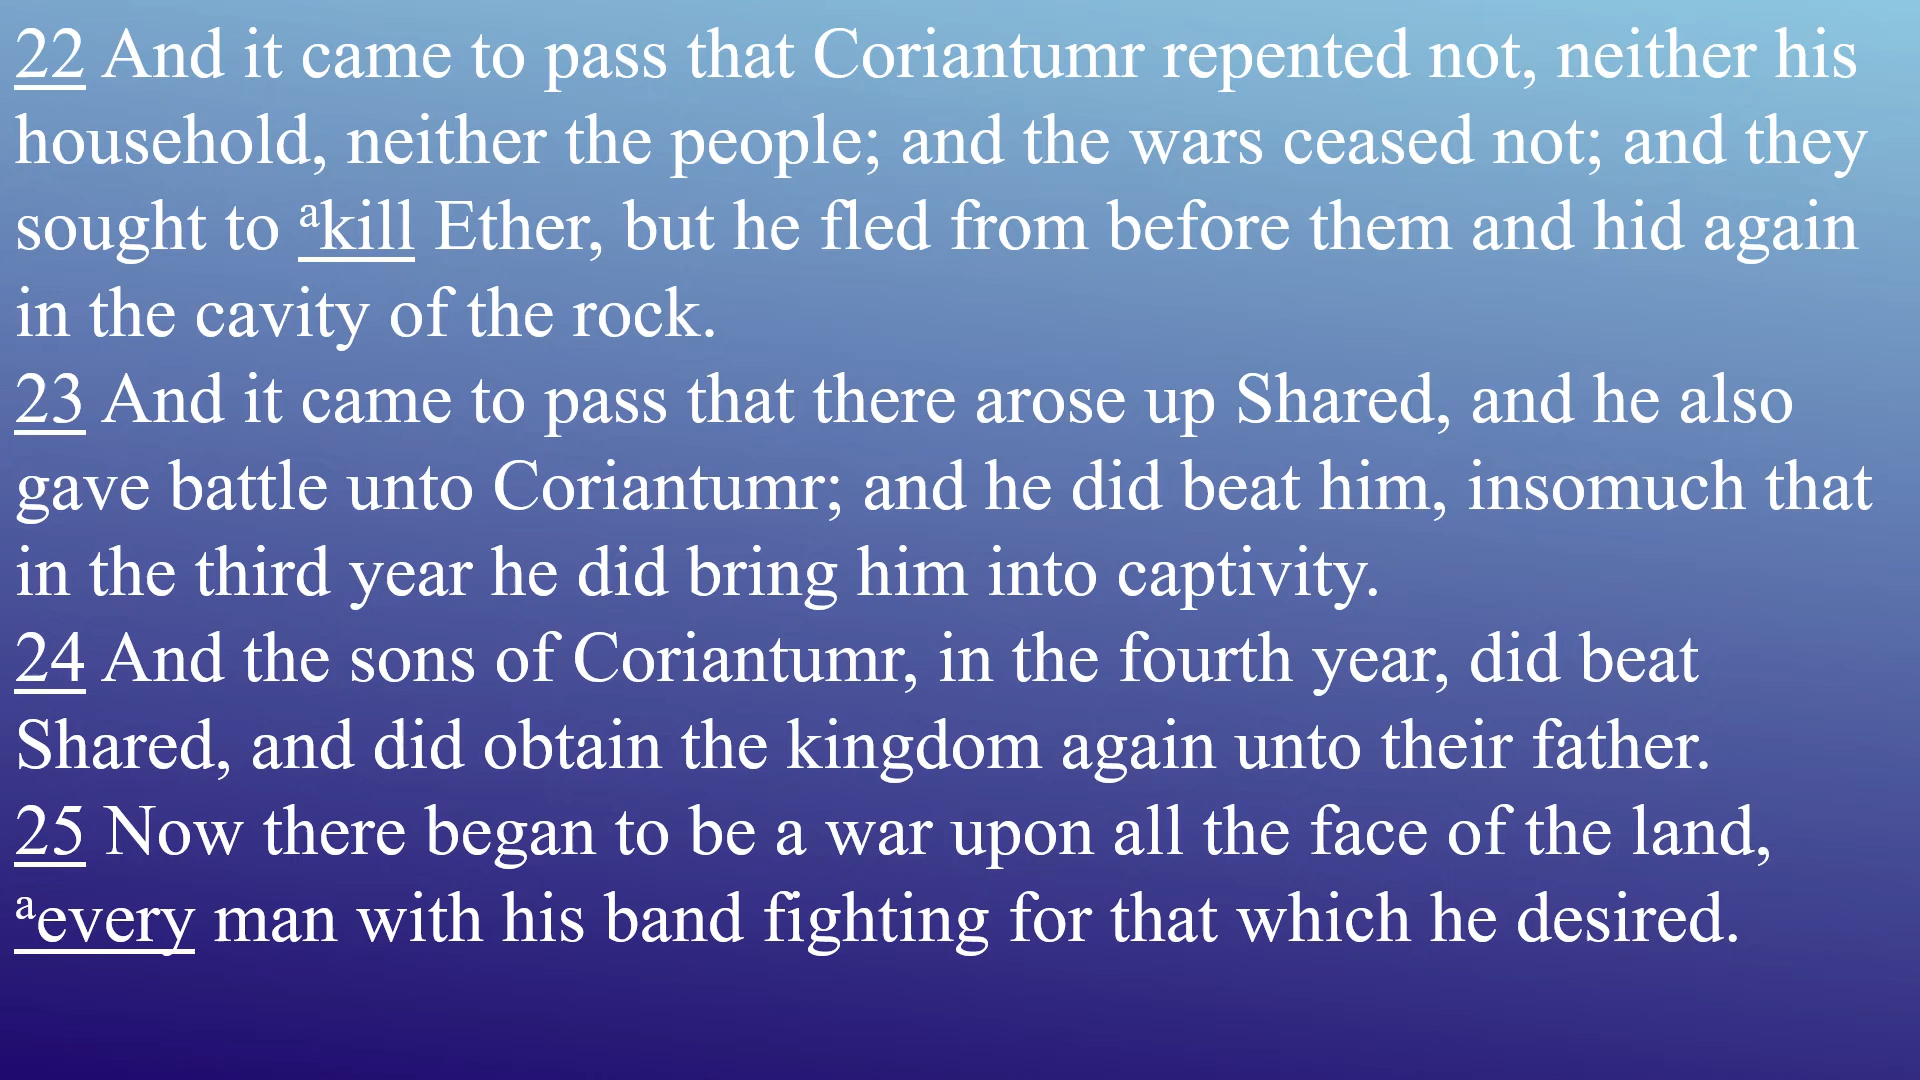 22 And it came to pass that Coriantumr repented not, neither his
household, neither the people; and the wars ceased not; and they
sought to ᵃkill Ether, but he fled from before them and hid again
in the cavity of the rock.
23 And it came to pass that there arose up Shared, and he also
gave battle unto Coriantumr; and he did beat him, insomuch that
in the third year he did bring him into captivity.
24 And the sons of Coriantumr, in the fourth year, did beat
Shared, and did obtain the kingdom again unto their father.
25 Now there began to be a war upon all the face of the land,
ᵃevery man with his band fighting for that which he desired.